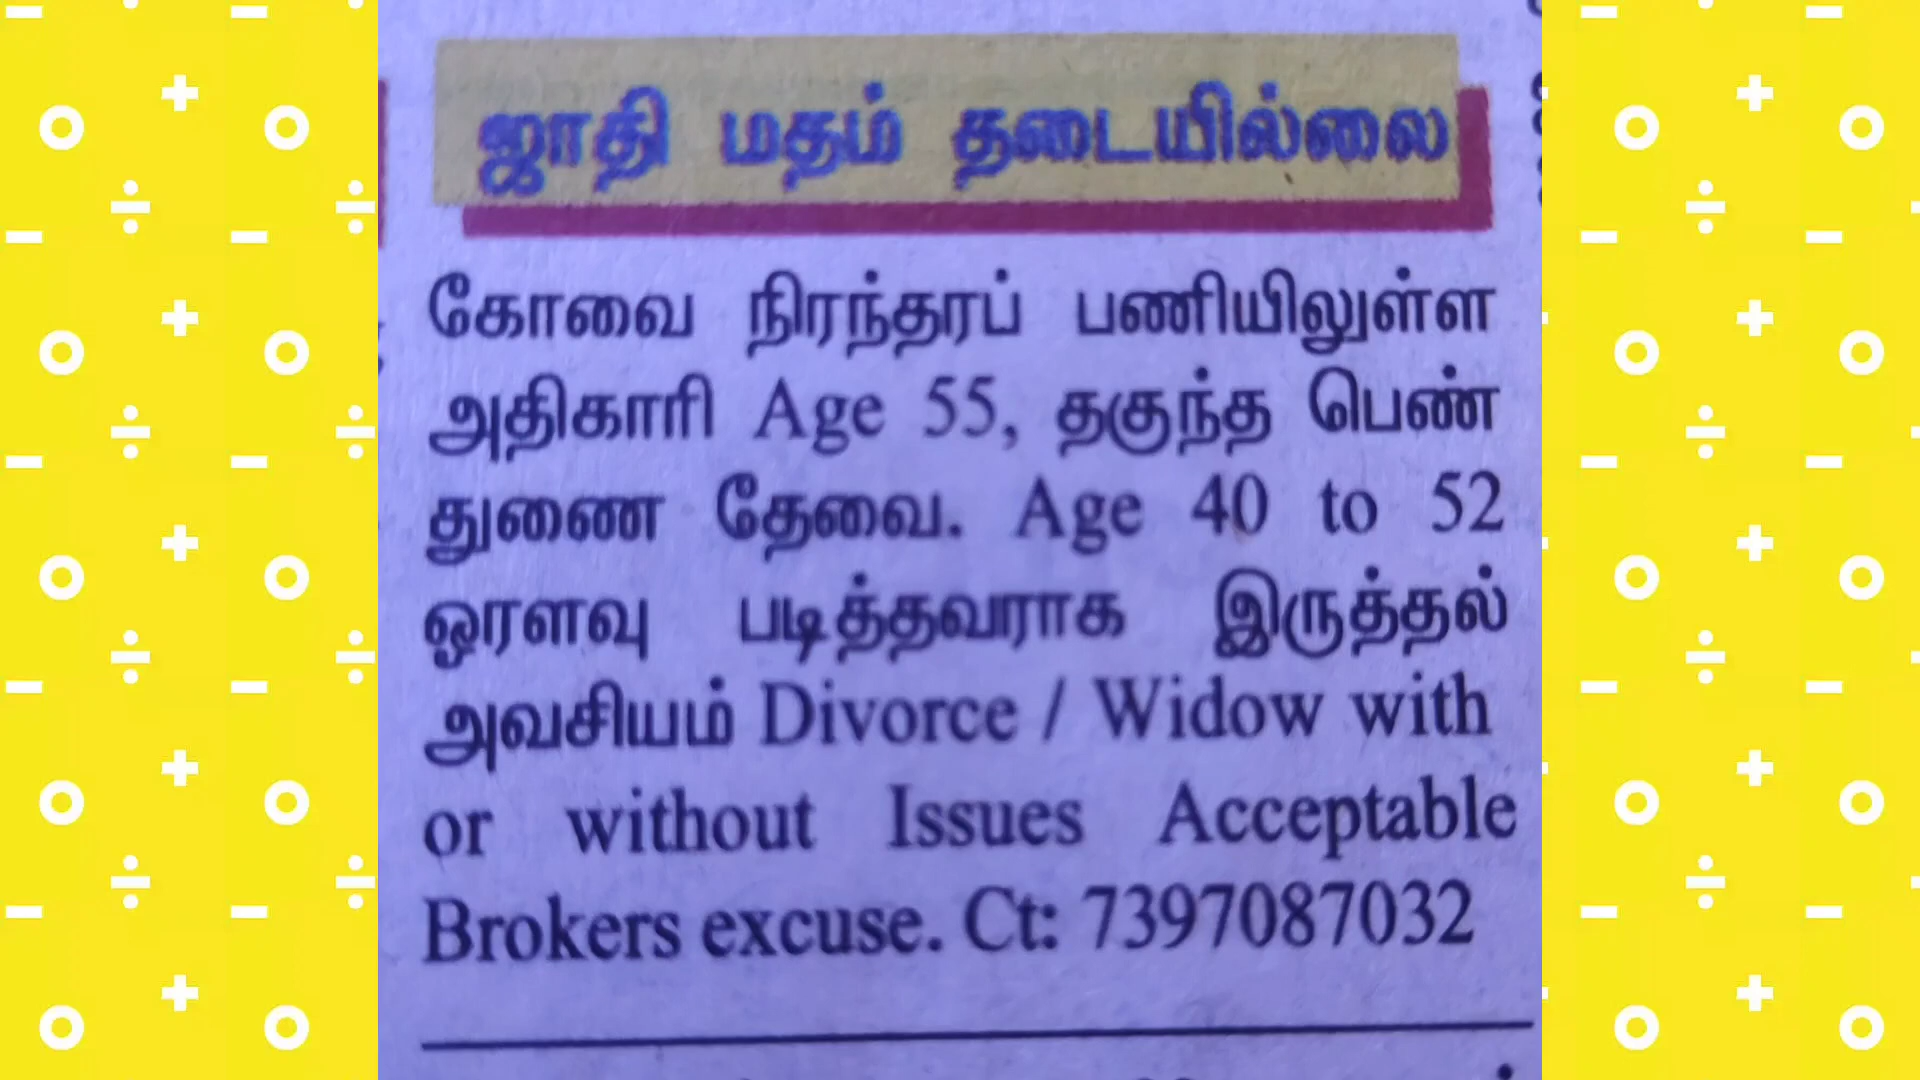 ஜாதி மதம் தடையில்லை
கோவை நிரந்தரப் பணியிலுள்ள
அதிகாரி Age 55, தகுந்த பெண்
துணை தேவை. Age 40 to 52
ஓரளவு படித்தவராக இருத்தல்
அவசியம் Divorce / Widow with
or without Issues Acceptable
Brokers excuse. Ct: 7397087032